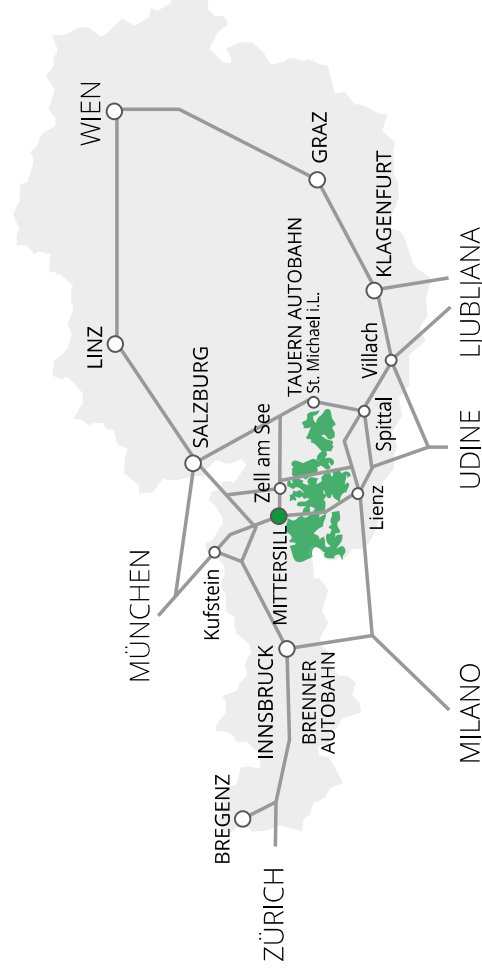 WIEN
LINZ
SALZBURG
MÜNCHEN
GRAZ
KLAGENFURT
LJUBLJANA
TAUERN AUTOBAHN
St. Michael i.L.
Villach
Zell am See
Spittal
UDINE
Kufstein
MITTERSILL
Lienz
INNSBRUCK
BRENNER
AUTOBAHN
MILANO
BREGENZ
ZÜRICH